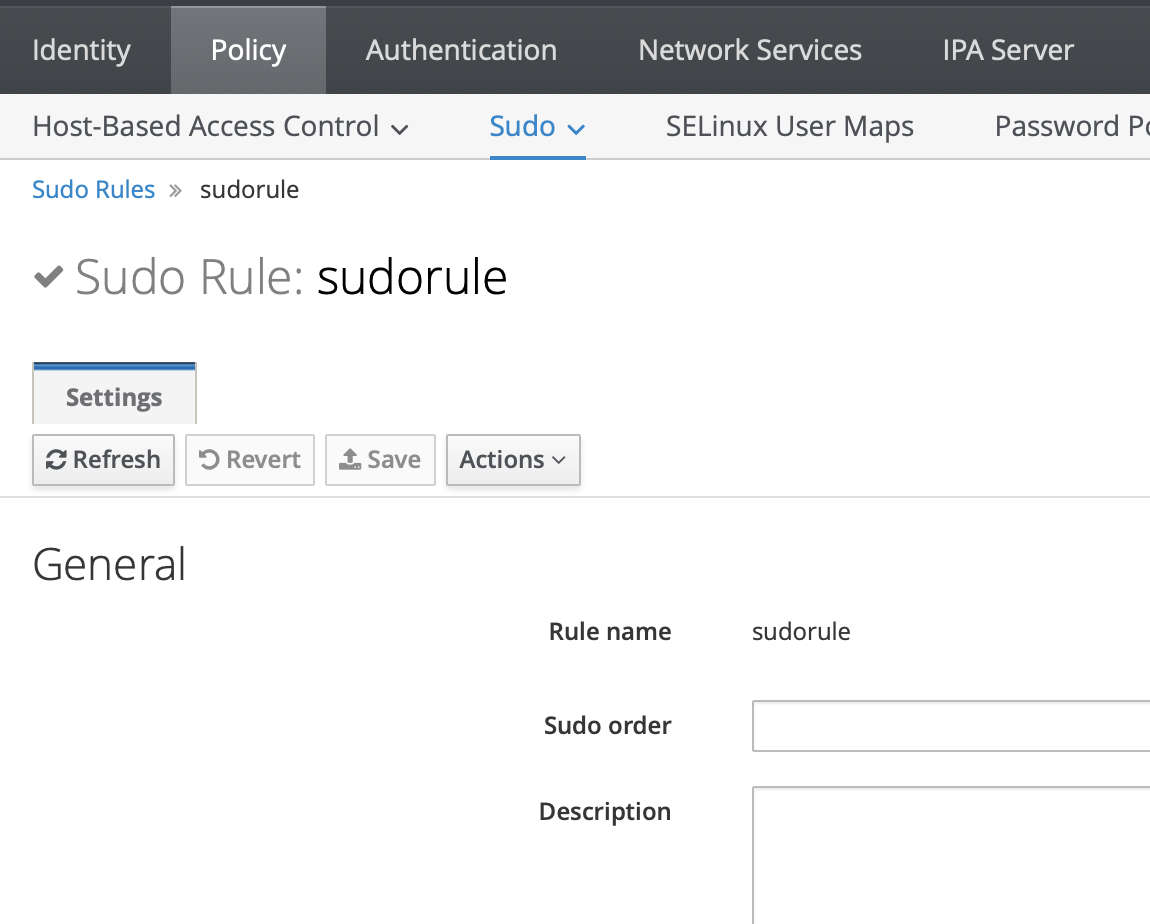 Identity Policy Authentication Network Services IPA Server
Host-Based Access Control Sudo SELinux User Maps Password
Sudo Rules » sudorule
Sudo Rule: sudorule
Settings
Refresh Revert Save Actions
General
Rule name sudorule
Sudo order
Description